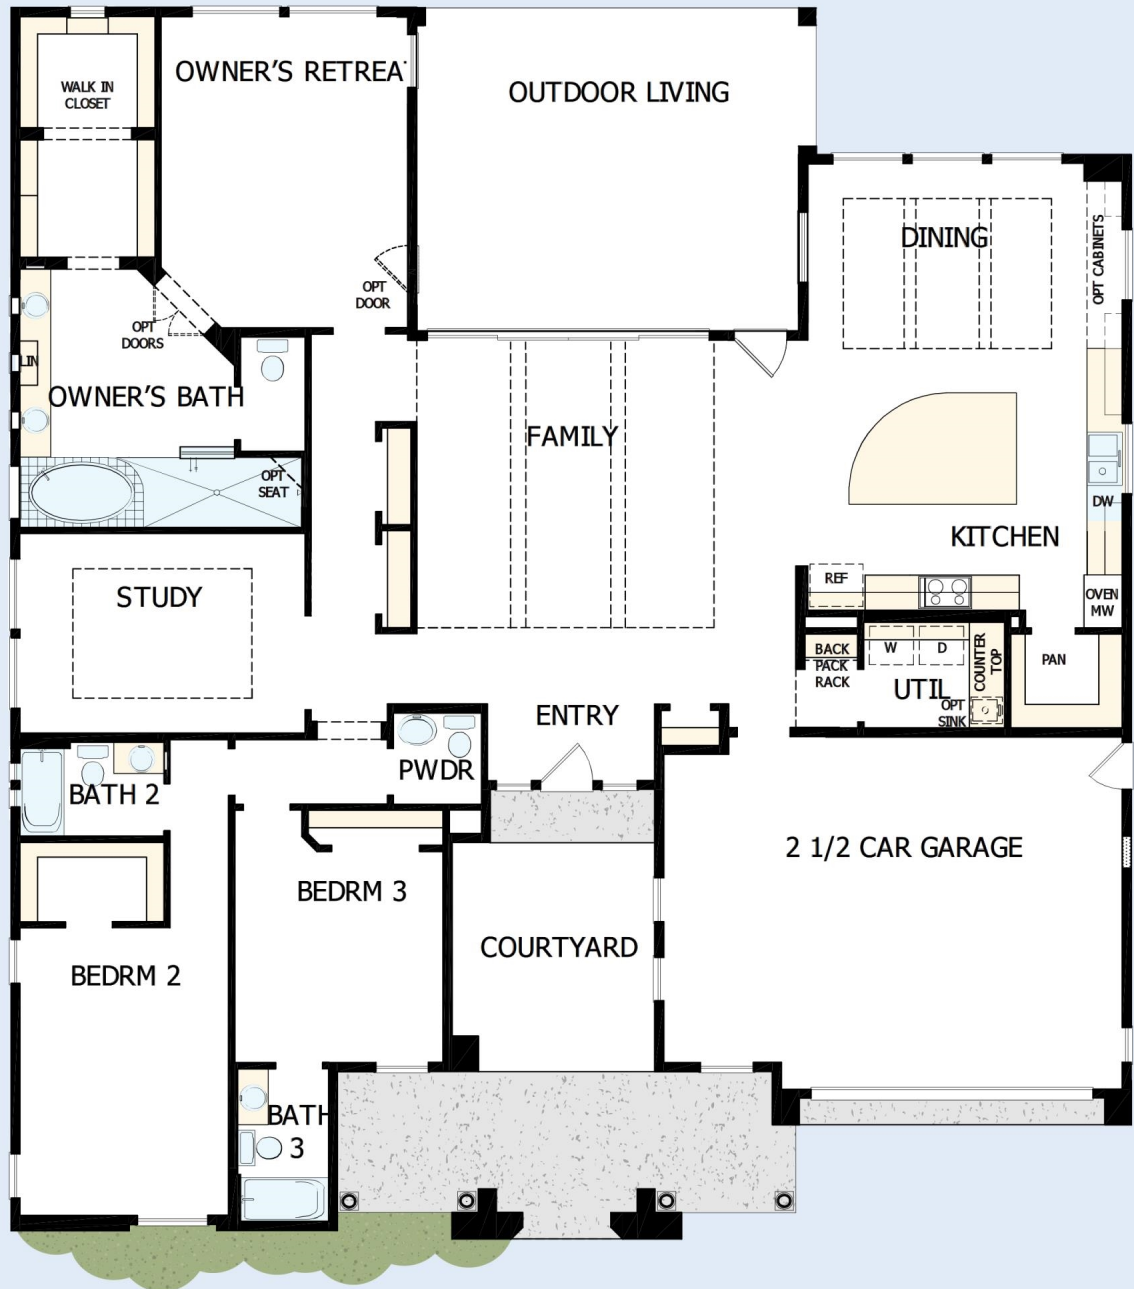 WALK IN
CLOSET
OWNER'S RETREAT
OUTDOOR LIVING
DINING
OPT CABINETS
OPT
DOOR
OPT
DOORS
LIN
OWNER'S BATH
FAMILY
OPT
SEAT
DW
KITCHEN
STUDY
REF
OVEN
MW
BACK
PACK
RACK
W
D
COUNTER
TOP
PAN
UTIL
OPT
SINK
ENTRY
PWDR
BATH 2
2 1/2 CAR GARAGE
BEDRM 3
COURTYARD
BEDRM 2
BATH
3